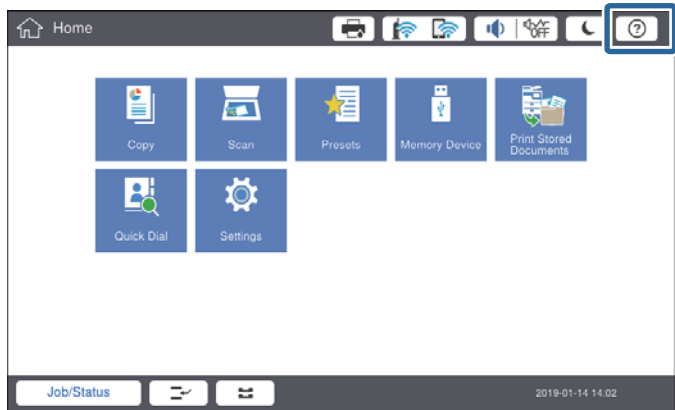 Home
OFF
?
Copy
Scan
Presets
Memory Device
Print Stored
Documents
Quick Dial
Settings
Job/Status
2019-01-14 14:02